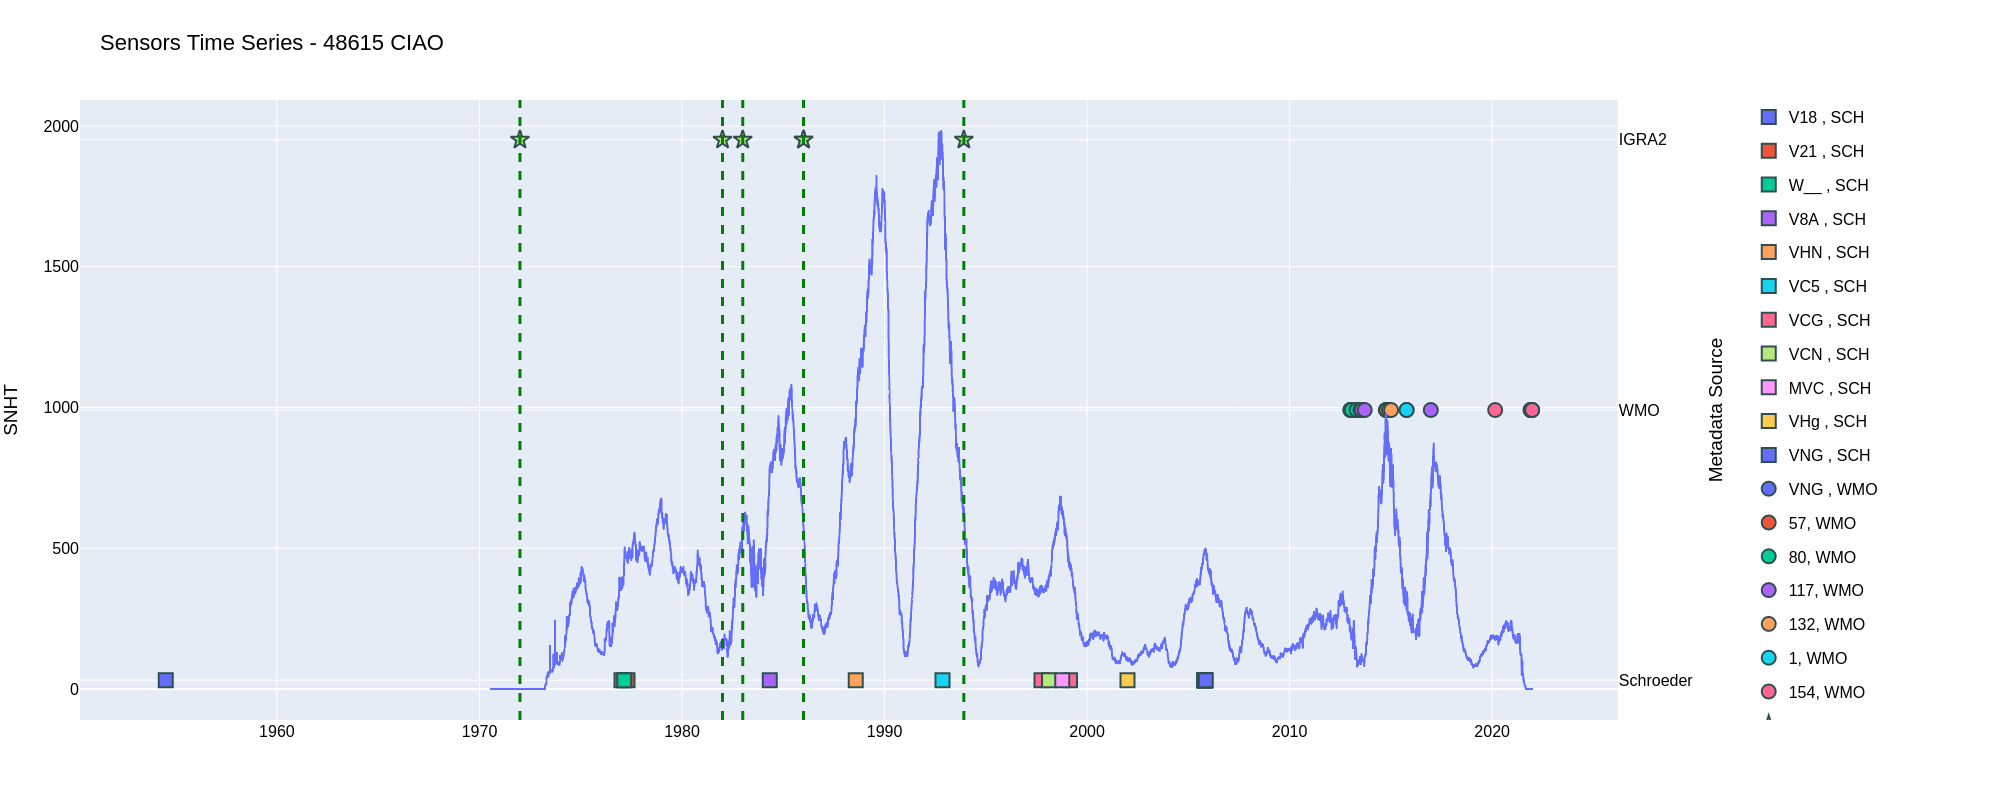 Sensors Time Series - 48615 CIAO
SNHT
2000
1500
1000
500
0
1960
1970
1980
1990
2000
2010
2020
IGRA2
WMO
Schroeder
Metadata Source
V18 , SCH
V21 , SCH
W__ , SCH
V8A , SCH
VHN , SCH
VC5 , SCH
VCG , SCH
VCN , SCH
MVC , SCH
VHg , SCH
VNG , SCH
VNG , WMO
57, WMO
80, WMO
117, WMO
132, WMO
1, WMO
154, WMO